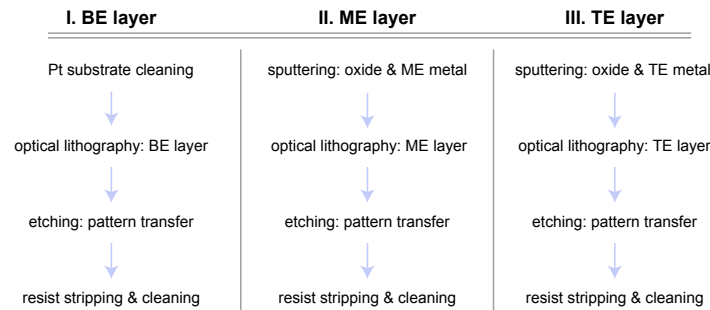 I. BE layer
II. ME layer
III. TE layer
Pt substrate cleaning
sputtering: oxide & ME metal
sputtering: oxide & TE metal
optical lithography: BE layer
optical lithography: ME layer
optical lithography: TE layer
etching: pattern transfer
etching: pattern transfer
etching: pattern transfer
resist stripping & cleaning
resist stripping & cleaning
resist stripping & cleaning